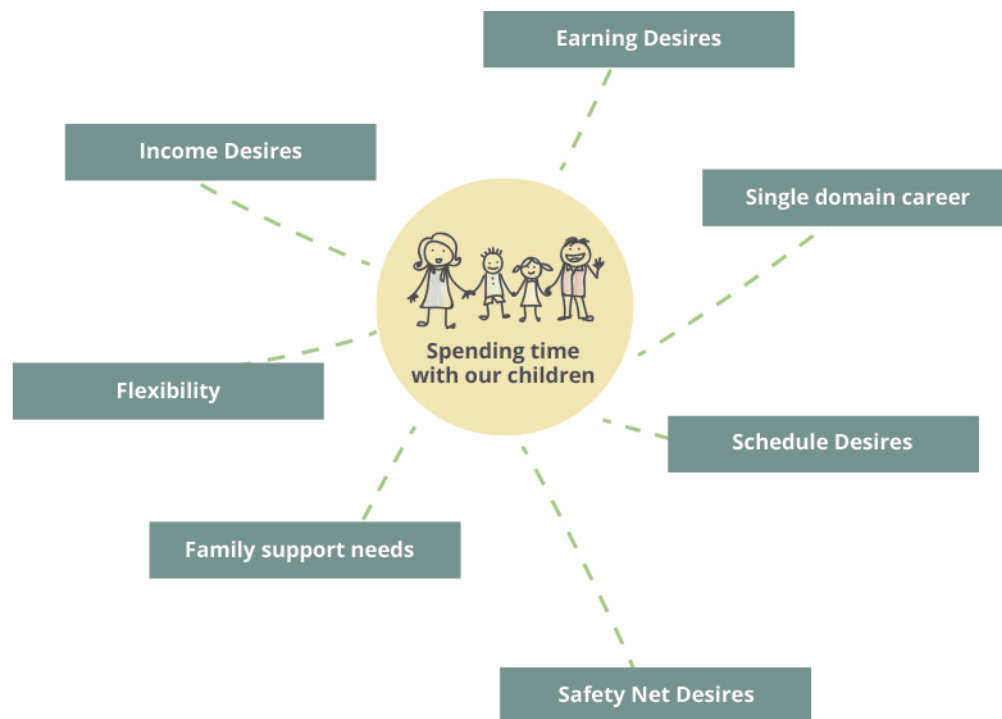 Earning Desires
Income Desires
Single domain career
Spending time
with our children
Flexibility
Schedule Desires
Family support needs
Safety Net Desires